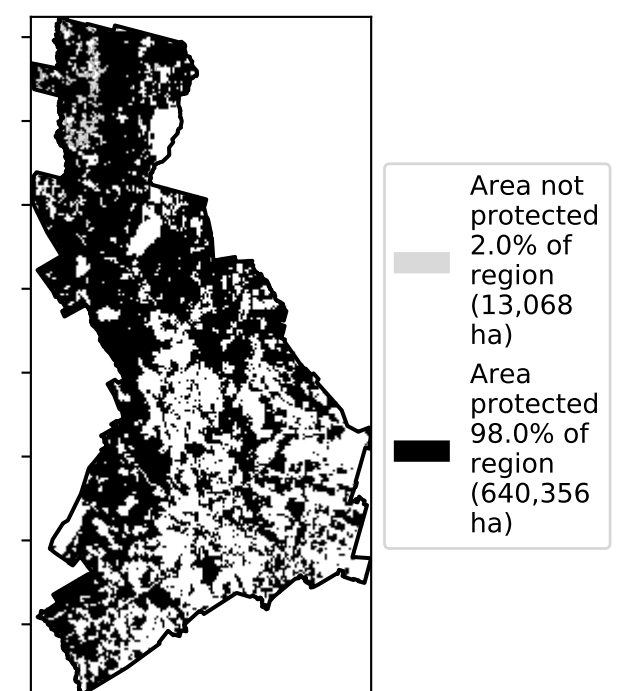 Area not
protected
2.0% of
region
(13,068
ha)
Area
protected
98.0% of
region
(640,356
ha)